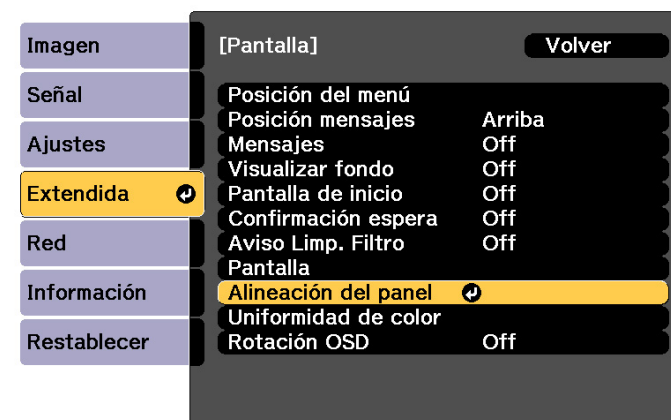 Imagen
Señal
Ajustes
Extendida
Red
Información
Restablecer
[Pantalla] Volver
Posición del menú
Posición mensajes Arriba
Mensajes Off
Visualizar fondo Off
Pantalla de inicio Off
Confirmación espera Off
Aviso Limp. Filtro Off
Pantalla
Alineación del panel
Uniformidad de color
Rotación OSD Off